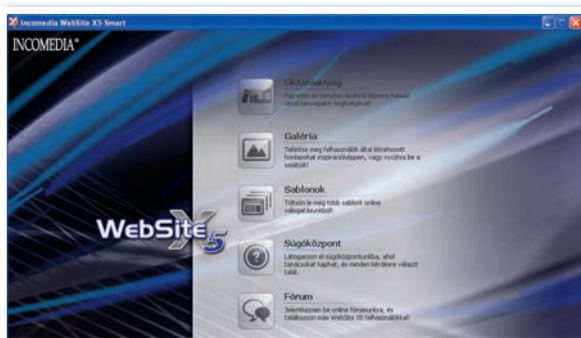 Incomedia WebSite X5 Smart
INCOMEDIA®
Oktatóanyag
Galéria
Tekintse meg felhasználók által létrehozott
honlapokat inspirációképpen, vagy nyújtsa be a
sajátját!
Sablonok
Töltsön le még több sablont online
válogatásunkból!
WebSite X5
Súgóközpont
Látogasson el súgóközpontunkba, ahol
tanácsokat kaphat, és minden kérdésre választ
talál.
Fórum
Jelentkezzen be online fórumunkra, és
találkozzon más WebSite X5 felhasználókkal!